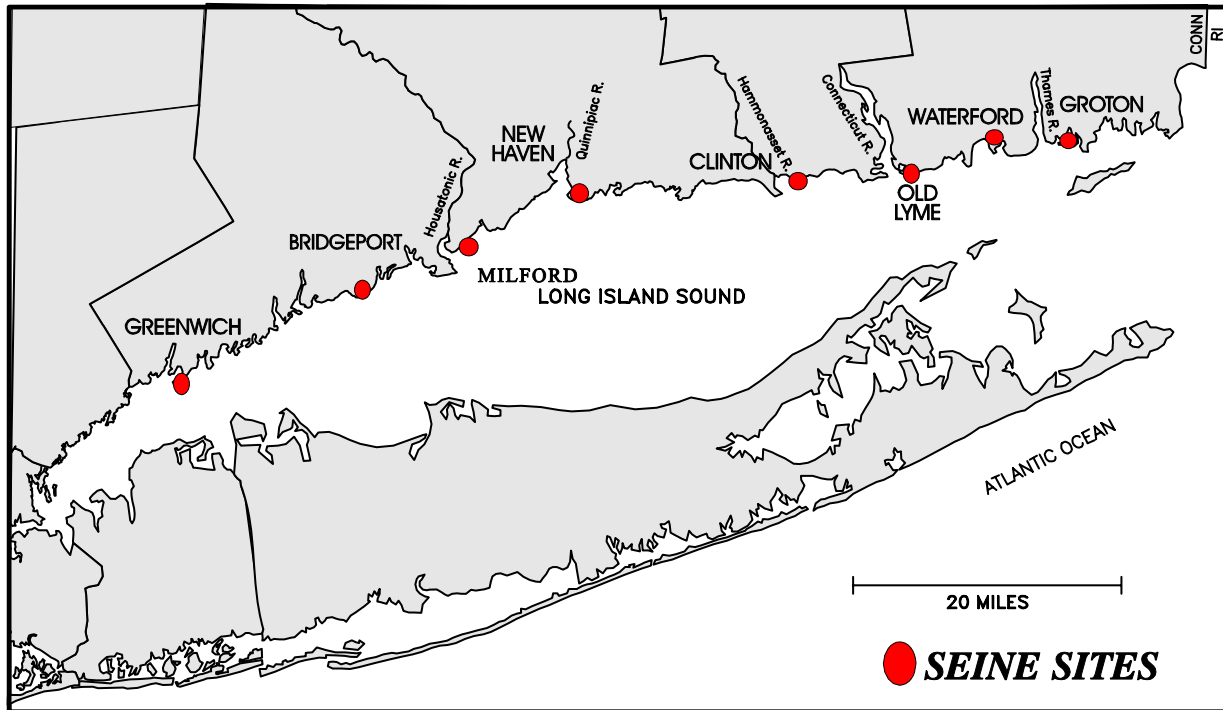 CONN
RI
Thames R.
GROTON
WATERFORD
Hammonasset R.
Connecticut R.
Quinnipiac R.
NEW
HAVEN
CLINTON
OLD
LYME
Housatonic R.
BRIDGEPORT
MILFORD
LONG ISLAND SOUND
GREENWICH
ATLANTIC OCEAN
20 MILES
SEINE SITES